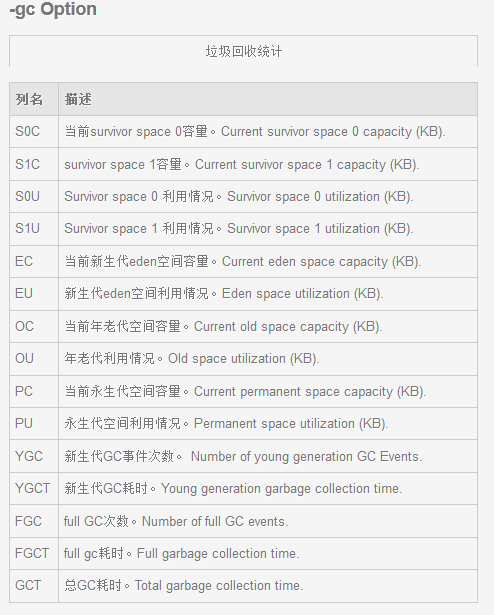 -gc Option
垃圾回收统计
列名 描述
S0C 当前survivor space 0容量。Current survivor space 0 capacity (KB).
S1C survivor space 1容量。Current survivor space 1 capacity (KB).
S0U Survivor space 0 利用情况。Survivor space 0 utilization (KB).
S1U Survivor space 1 利用情况。Survivor space 1 utilization (KB).
EC 当前新生代eden空间容量。Current eden space capacity (KB).
EU 新生代eden空间利用情况。Eden space utilization (KB).
OC 当前年老代空间容量。Current old space capacity (KB).
OU 年老代利用情况。Old space utilization (KB).
PC 当前永生代空间容量。Current permanent space capacity (KB).
PU 永生代空间利用情况。Permanent space utilization (KB).
YGC 新生代GC事件次数。 Number of young generation GC Events.
YGCT 新生代GC耗时。Young generation garbage collection time.
FGC full GC次数。Number of full GC events.
FGCT full gc耗时。Full garbage collection time.
GCT 总GC耗时。Total garbage collection time.